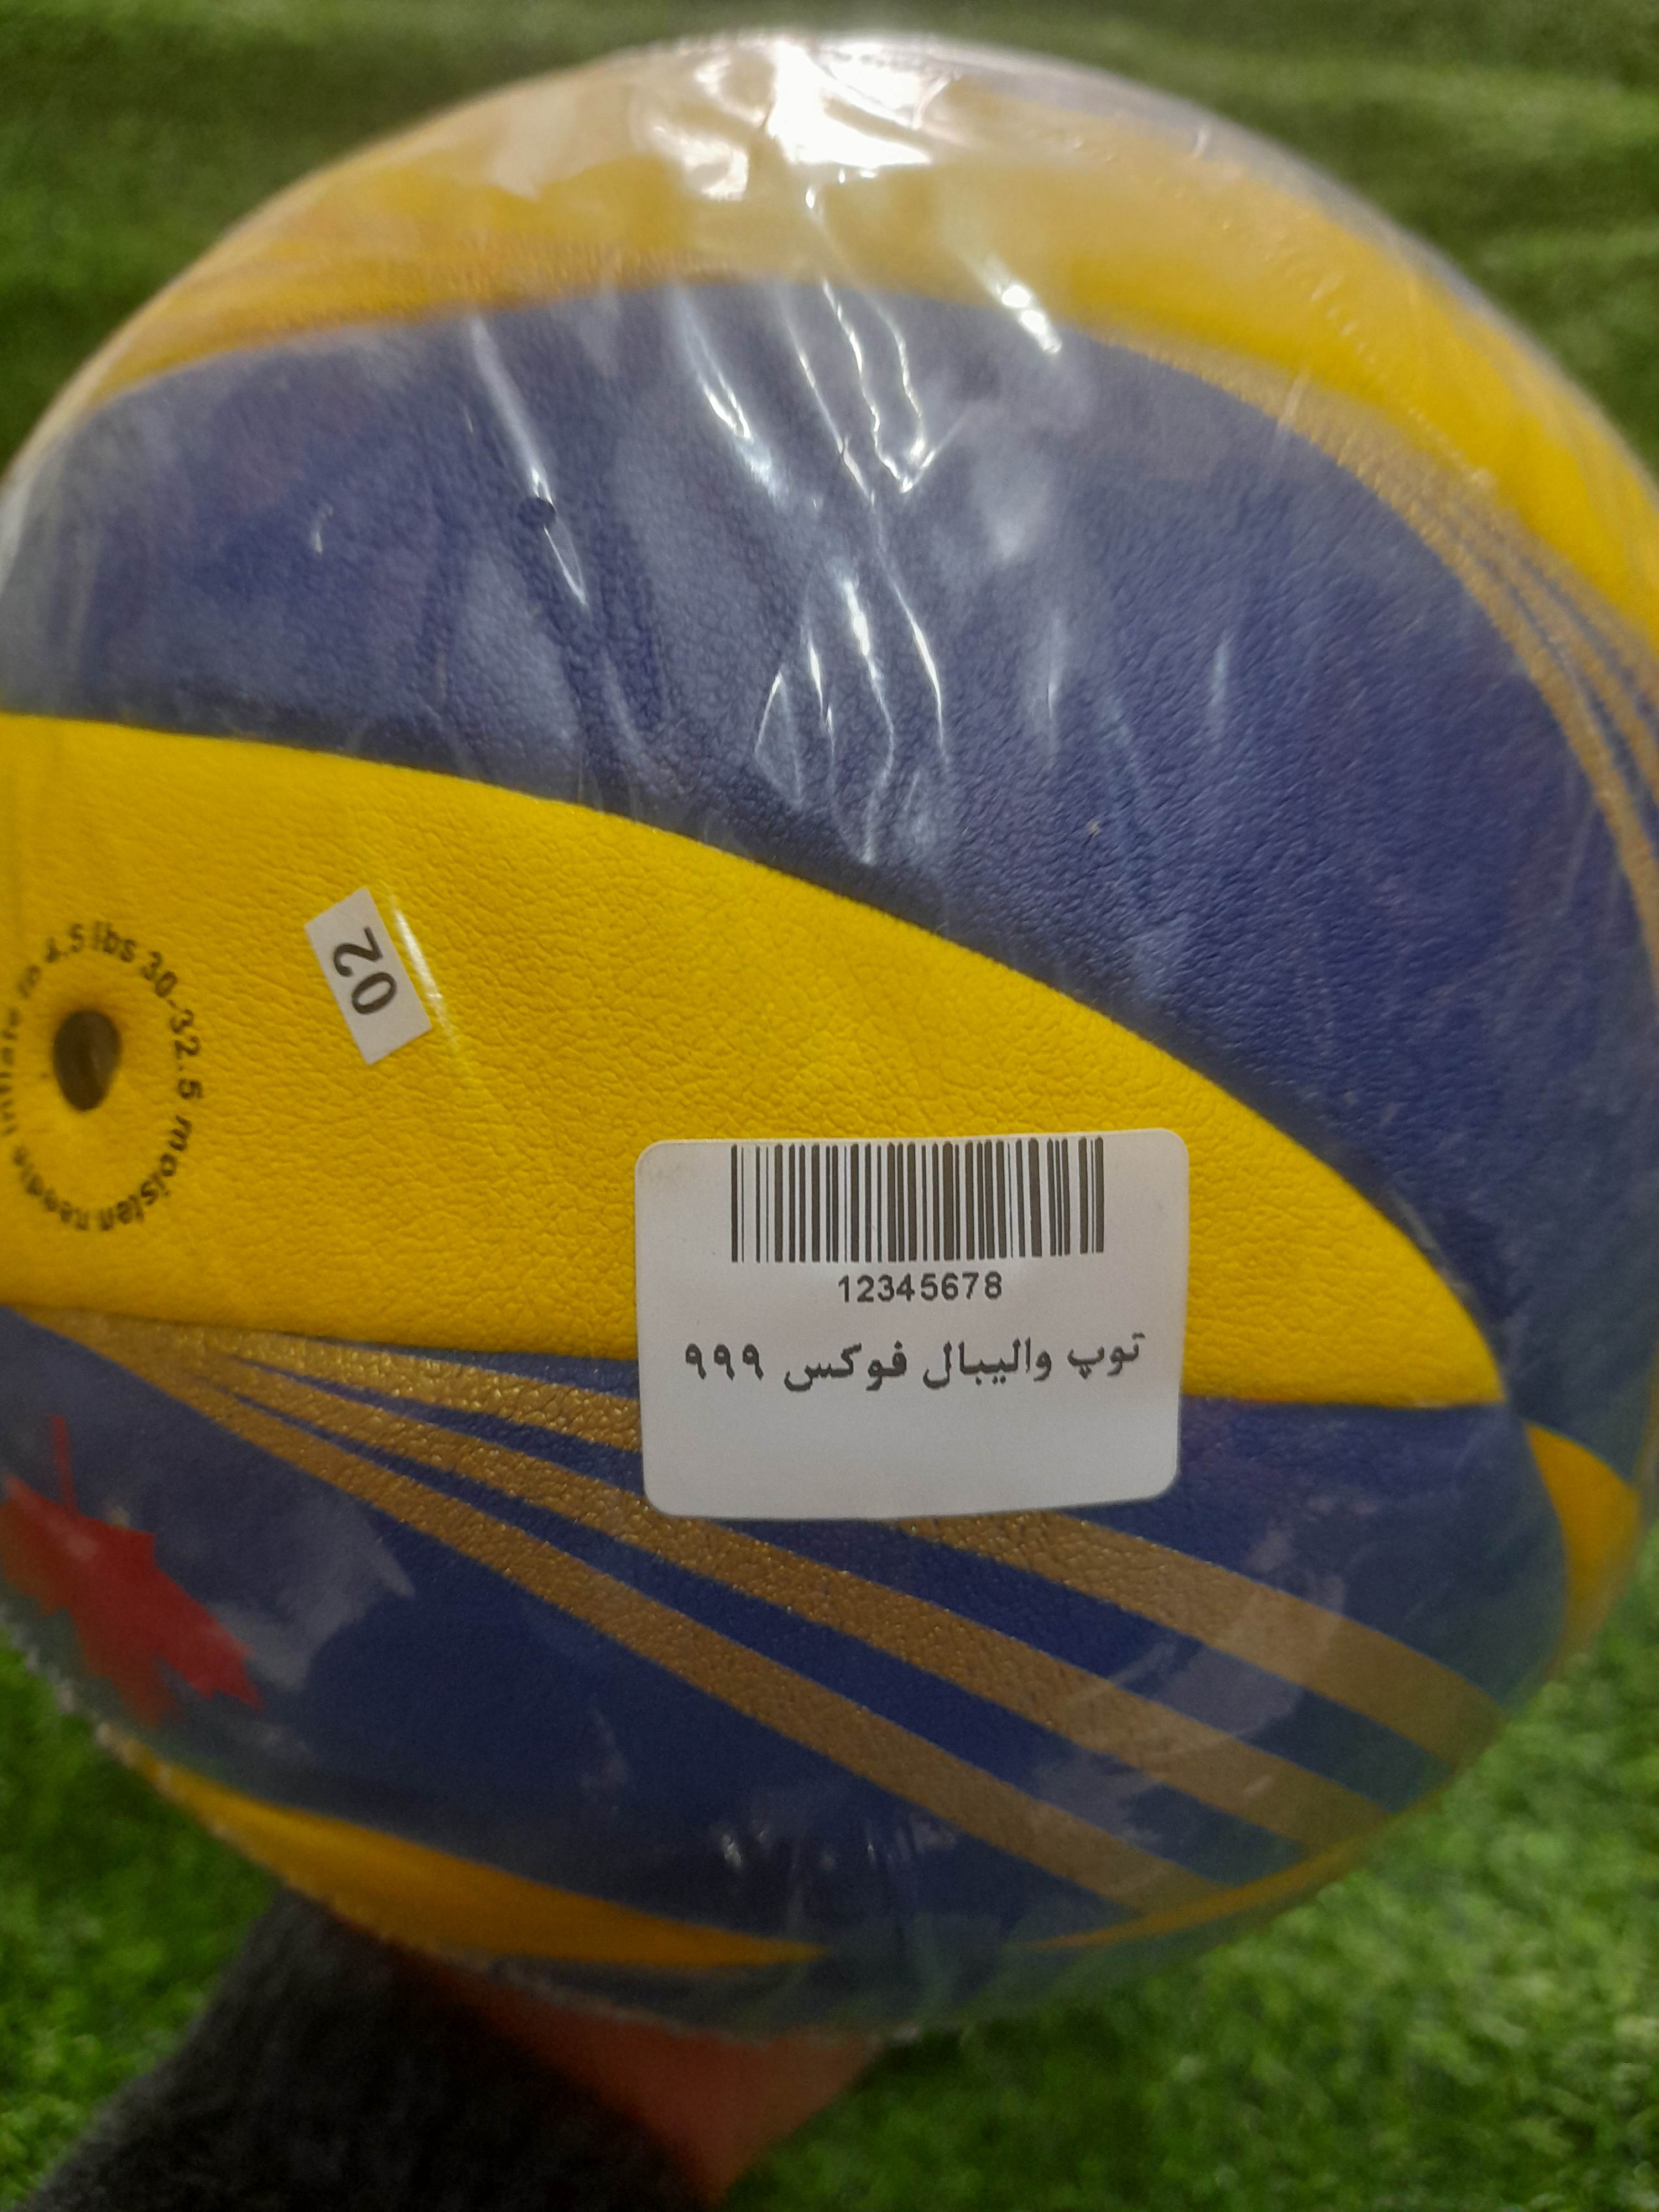 inflate to 4.5 lbs 30-32.5 moisten needle
02
12345678
توپ والیبال فوکس ۹۹۹